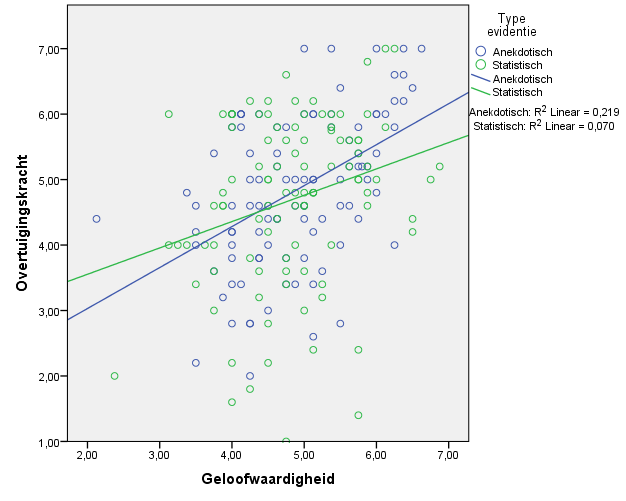 Type
evidentie
Anekdotisch
Statistisch
Anekdotisch
Statistisch
Anekdotisch: R² Linear = 0,219
Statistisch: R² Linear = 0,070
Overtuigingskracht
7,00
6,00
5,00
4,00
3,00
2,00
1,00
2,00 3,00 4,00 5,00 6,00 7,00
Geloofwaardigheid